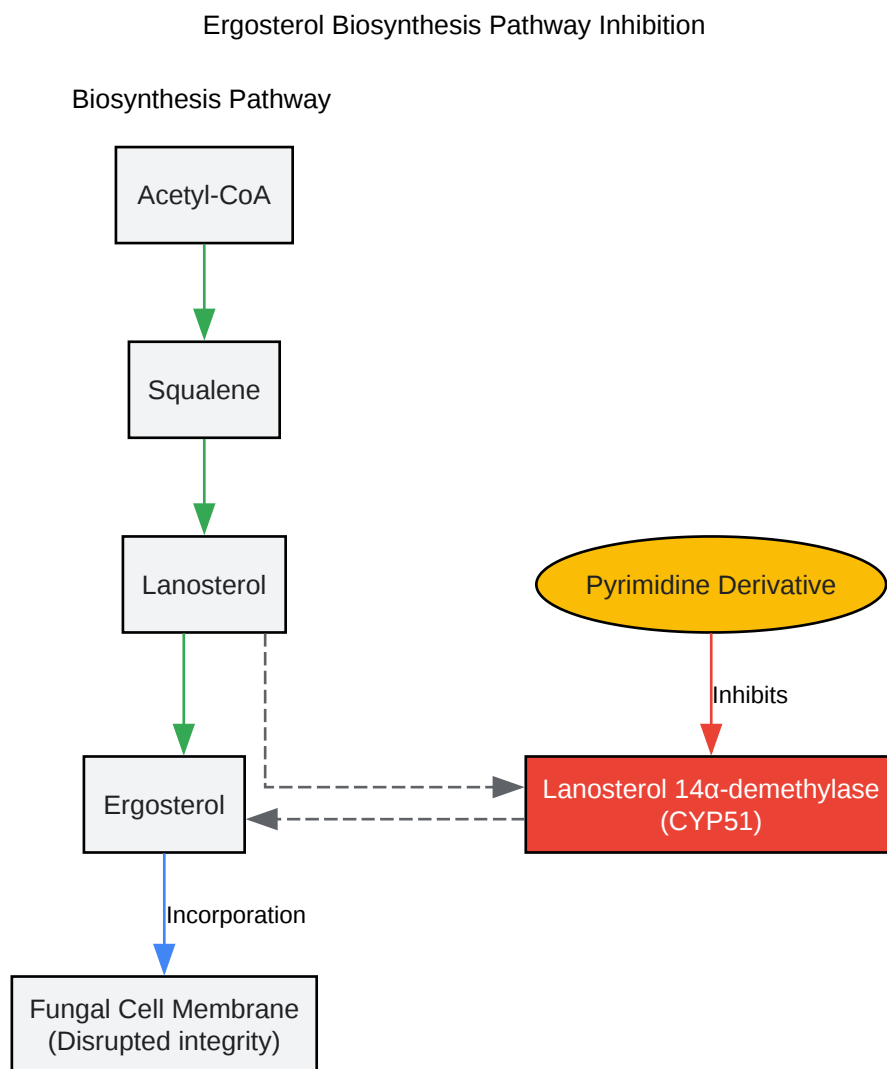 Ergosterol Biosynthesis Pathway Inhibition
Biosynthesis Pathway
Acetyl-CoA
Squalene
Lanosterol
Pyrimidine Derivative
Inhibits
Ergosterol
Lanosterol 14α-demethylase
(CYP51)
Incorporation
Fungal Cell Membrane
(Disrupted integrity)